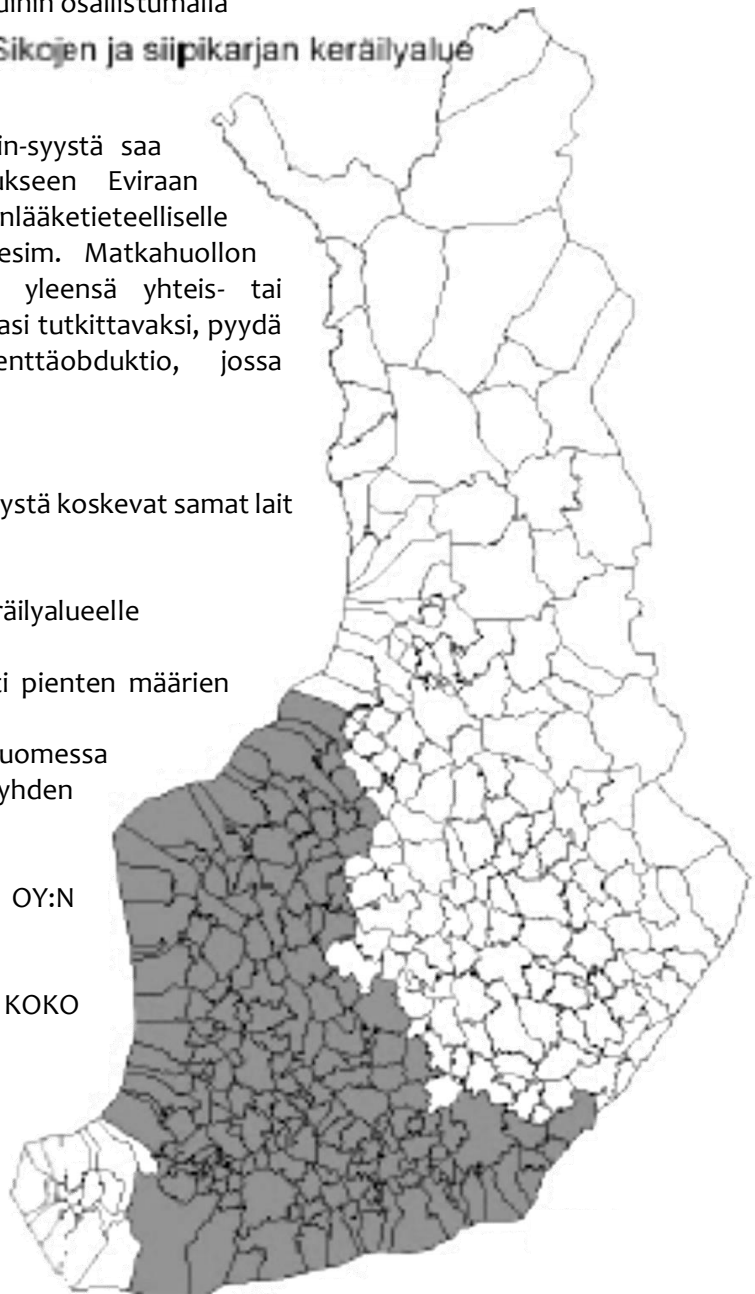 osallistumalla
Sikojen ja siipikarjan keräilyalue
in-syystä saa
ukseen Eviraan
nlääketieteelliselle
esim. Matkahuollon
yleensä yhteis- tai
asi tutkittavaksi, pyydä
enttäobduktio, jossa
ystä koskevat samat lait
räilyalueelle
ti pienten määrien
uomessa
yhden
OY:N
KOKO